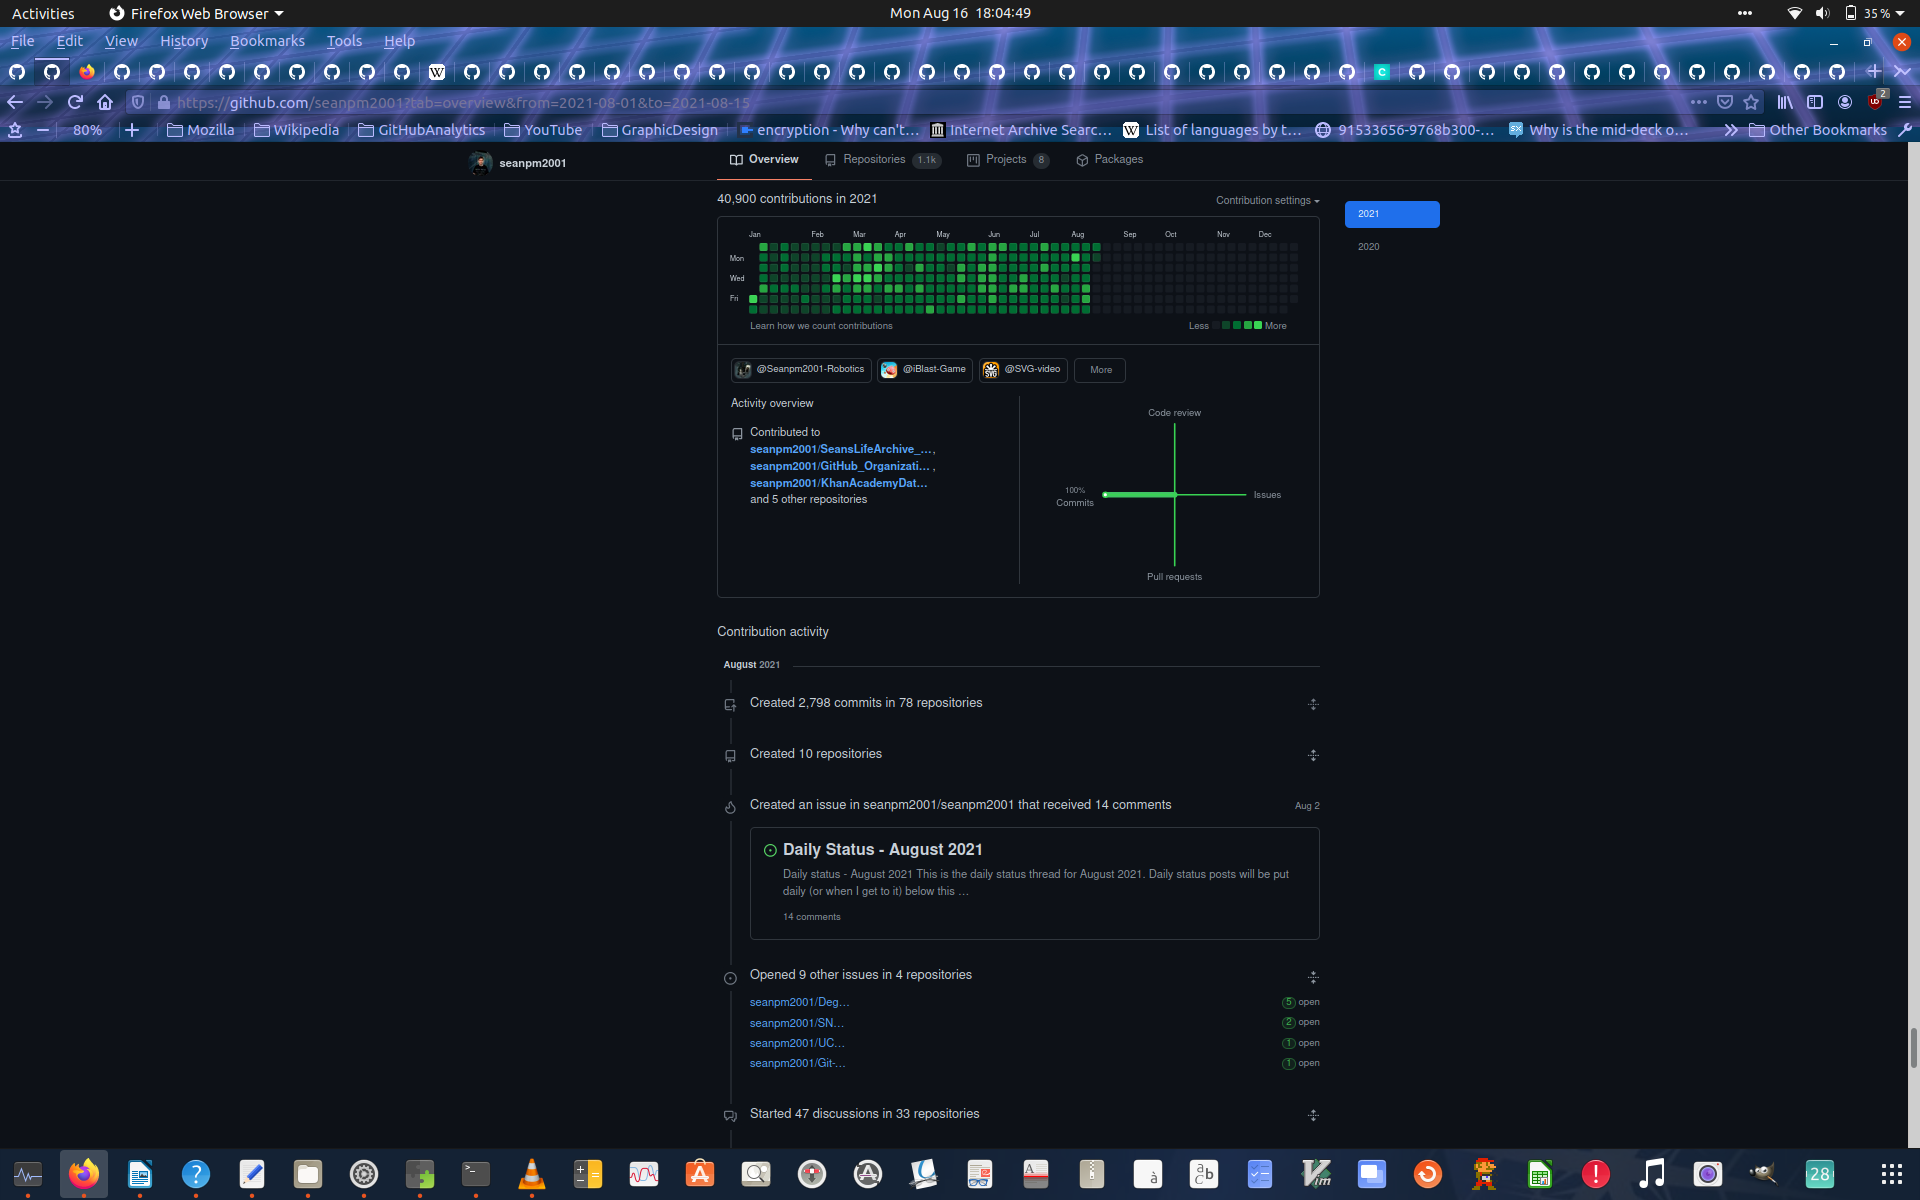 Activities
Firefox Web Browser
Mon Aug 16 18:04:49
35 %
File Edit View History Bookmarks Tools Help
https://github.com/seanpm2001?tab=overview&from=2021-08-01&to=2021-08-15
2
80%
Mozilla
Wikipedia
GitHubAnalytics
YouTube
GraphicDesign
encryption - Why can't…
Internet Archive Searc…
List of languages by t…
91533656-9768b300-…
Why is the mid-deck o…
Other Bookmarks
seanpm2001
Overview
Repositories 1.1k
Projects 8
Packages
40,900 contributions in 2021
Contribution settings
2021
2020
Jan Feb Mar Apr May Jun Jul Aug Sep Oct Nov Dec
Mon
Wed
Fri
Learn how we count contributions
Less
More
@Seanpm2001-Robotics
@iBlast-Game
@SVG-video
More
Activity overview
Contributed to
seanpm2001/SeansLifeArchive_… ,
seanpm2001/GitHub_Organizati… ,
seanpm2001/KhanAcademyDat…
and 5 other repositories
Code review
100%
Commits
Issues
Pull requests
Contribution activity
August 2021
Created 2,798 commits in 78 repositories
Created 10 repositories
Created an issue in seanpm2001/seanpm2001 that received 14 comments
Aug 2
Daily Status - August 2021
Daily status - August 2021 This is the daily status thread for August 2021. Daily status posts will be put
daily (or when I get to it) below this …
14 comments
Opened 9 other issues in 4 repositories
seanpm2001/Deg…
5 open
seanpm2001/SN…
2 open
seanpm2001/UC…
1 open
seanpm2001/Git-…
1 open
Started 47 discussions in 33 repositories
28